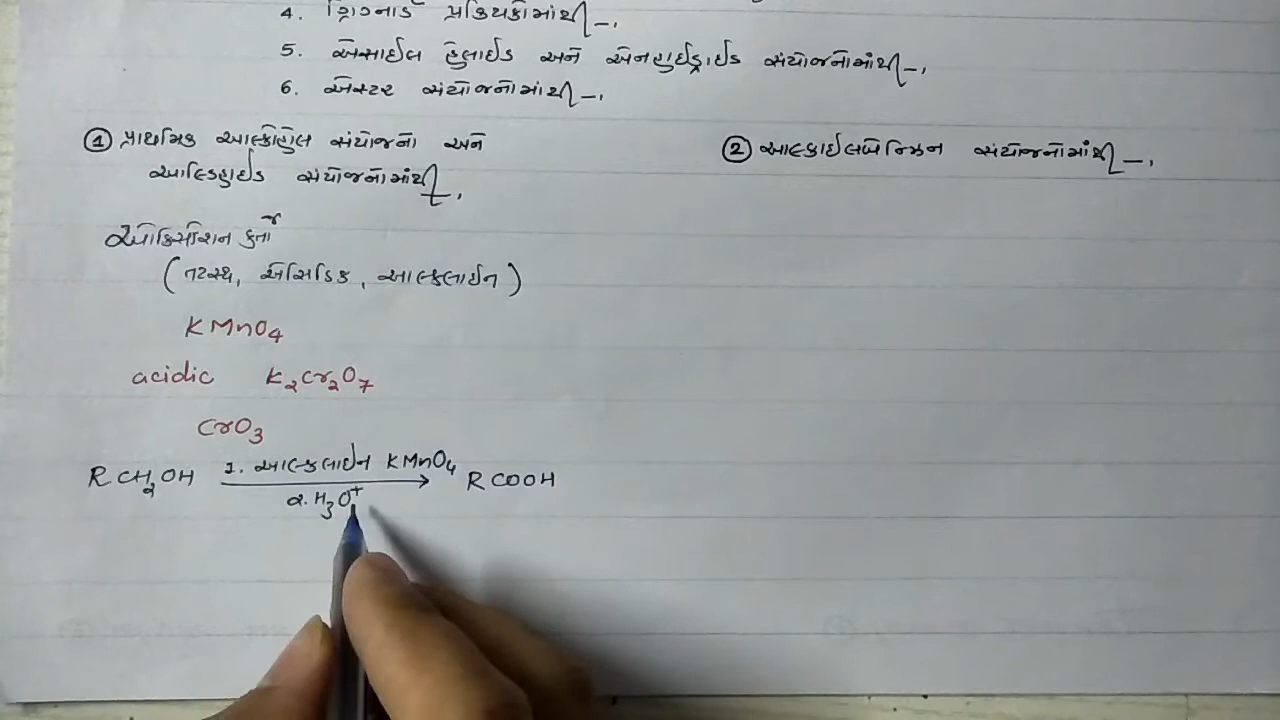 4. ગ્રિગ્નાર્ડ પ્રક્રિયકોમાંથી –.
5. એસાઈલ હેલાઈડ અને એનહાઈડ્રાઈડ સંયોજનોમાંથી –.
6. એસ્ટર સંયોજનોમાંથી –.
① પ્રાથમિક આલ્કોહોલ સંયોજનો અને
આલ્ડિહાઈડ સંયોજનોમાંથી –.
ઓક્સિડેશન કર્તા
(તટસ્થ, એસિડિક, આલ્કલાઈન)
KMnO4
acidic K2Cr2O7
CrO3
RCH2OH 1. આલ્કલાઈન KMnO4 RCOOH
2. H3O+
② આલ્કાઈલબેન્ઝિન સંયોજનોમાંથી –.